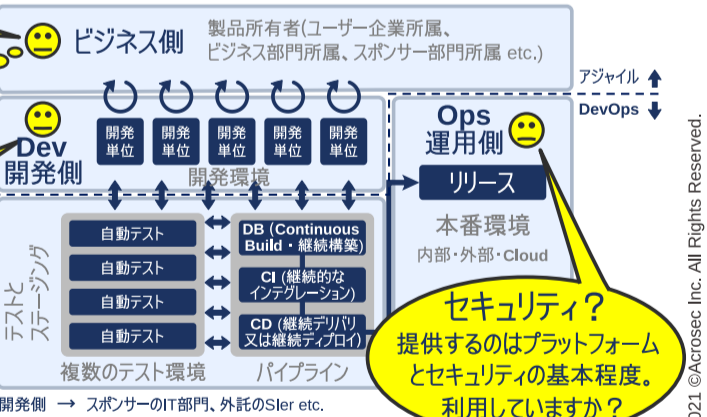 ビジネス側
製品所有者(ユーザー企業所属、
ビジネス部門所属、スポンサー部門所属 etc.)
アジャイル
DevOps
Dev
開発側
開発
単位
開発
単位
開発
単位
開発
単位
開発
単位
開発環境
Ops
運用側
リリース
本番環境
内部・外部・Cloud
テストと
ステージング
自動テスト
自動テスト
自動テスト
自動テスト
複数のテスト環境
DB (Continuous
Build・継続構築)
CI (継続的な
インテグレーション)
CD (継続デリバリ
又は継続ディプロイ)
パイプライン
セキュリティ?
提供するのはプラットフォーム
とセキュリティの基本程度。
利用していますか?
開発側 → スポンサーのIT部門、外託のSIer etc.
021 ©Acrosec Inc. All Rights Reserved.